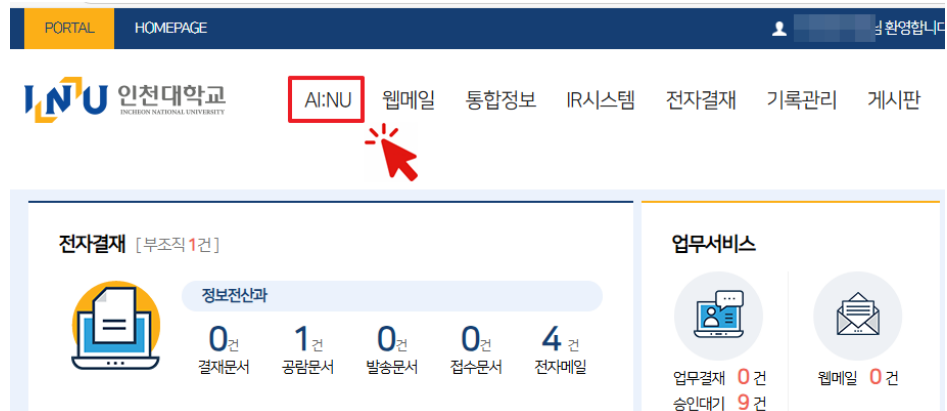 PORTAL HOMEPAGE 님 환영합니다
INU 인천대학교
INCHEON NATIONAL UNIVERSITY
AI:NU 웹메일 통합정보 IR시스템 전자결재 기록관리 게시판
전자결재 [부조직 1건]
정보전산과
0건 1건 0건 0건 4건
결재문서 공람문서 발송문서 접수문서 전자메일
업무서비스
업무결재 0건 웹메일 0건
승인대기 9건